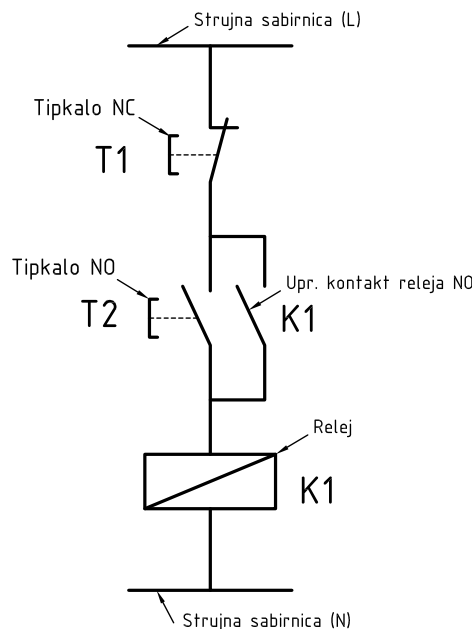 Strujna sabirnica (L)
Tipkalo NC
T1
Tipkalo NO
T2
Upr. kontakt releja NO
K1
Relej
K1
Strujna sabirnica (N)